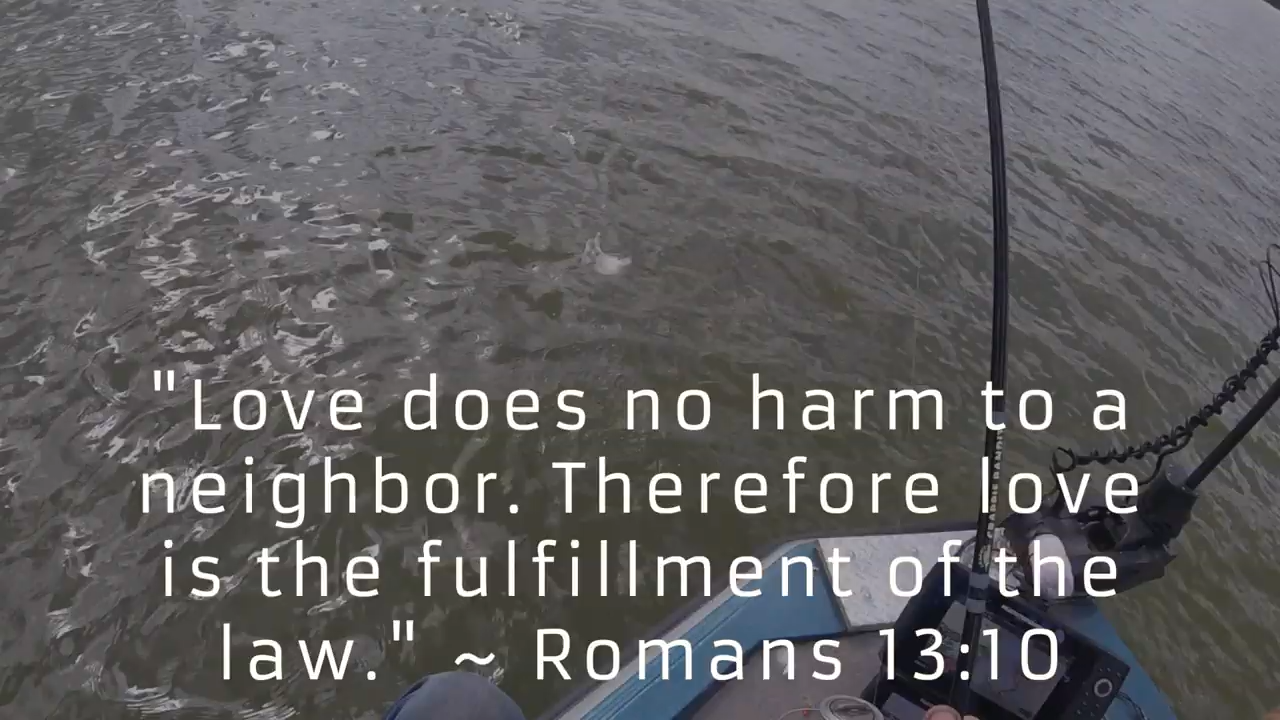 "Love does no harm to a
neighbor. Therefore love
is the fulfillment of the
law." ~ Romans 13:10